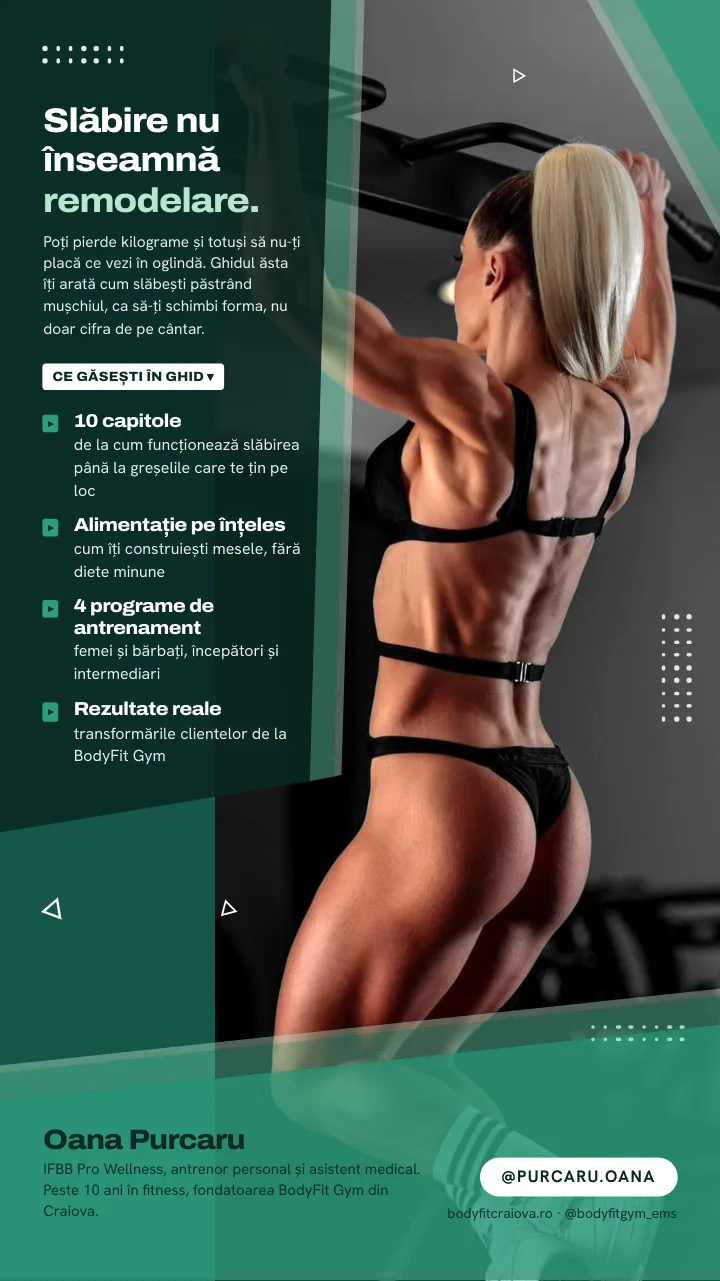 Slăbire nu
înseamnă
remodelare.
Poți pierde kilograme și totuși să nu-ți
placă ce vezi în oglindă. Ghidul ăsta
îți arată cum slăbești păstrând
mușchiul, ca să-ți schimbi forma, nu
doar cifra de pe cântar.
CE GĂSEȘTI ÎN GHID ▾
10 capitole
de la cum funcționează slăbirea
până la greșelile care te țin pe
loc
Alimentație pe înțeles
cum îți construiești mesele, fără
diete minune
4 programe de
antrenament
femei și bărbați, începători și
intermediari
Rezultate reale
transformările clientelor de la
BodyFit Gym
Oana Purcaru
IFBB Pro Wellness, antrenor personal și asistent medical.
Peste 10 ani în fitness, fondatoarea BodyFit Gym din
Craiova.
@PURCARU.OANA
bodyfitcraiova.ro · @bodyfitgym_ems